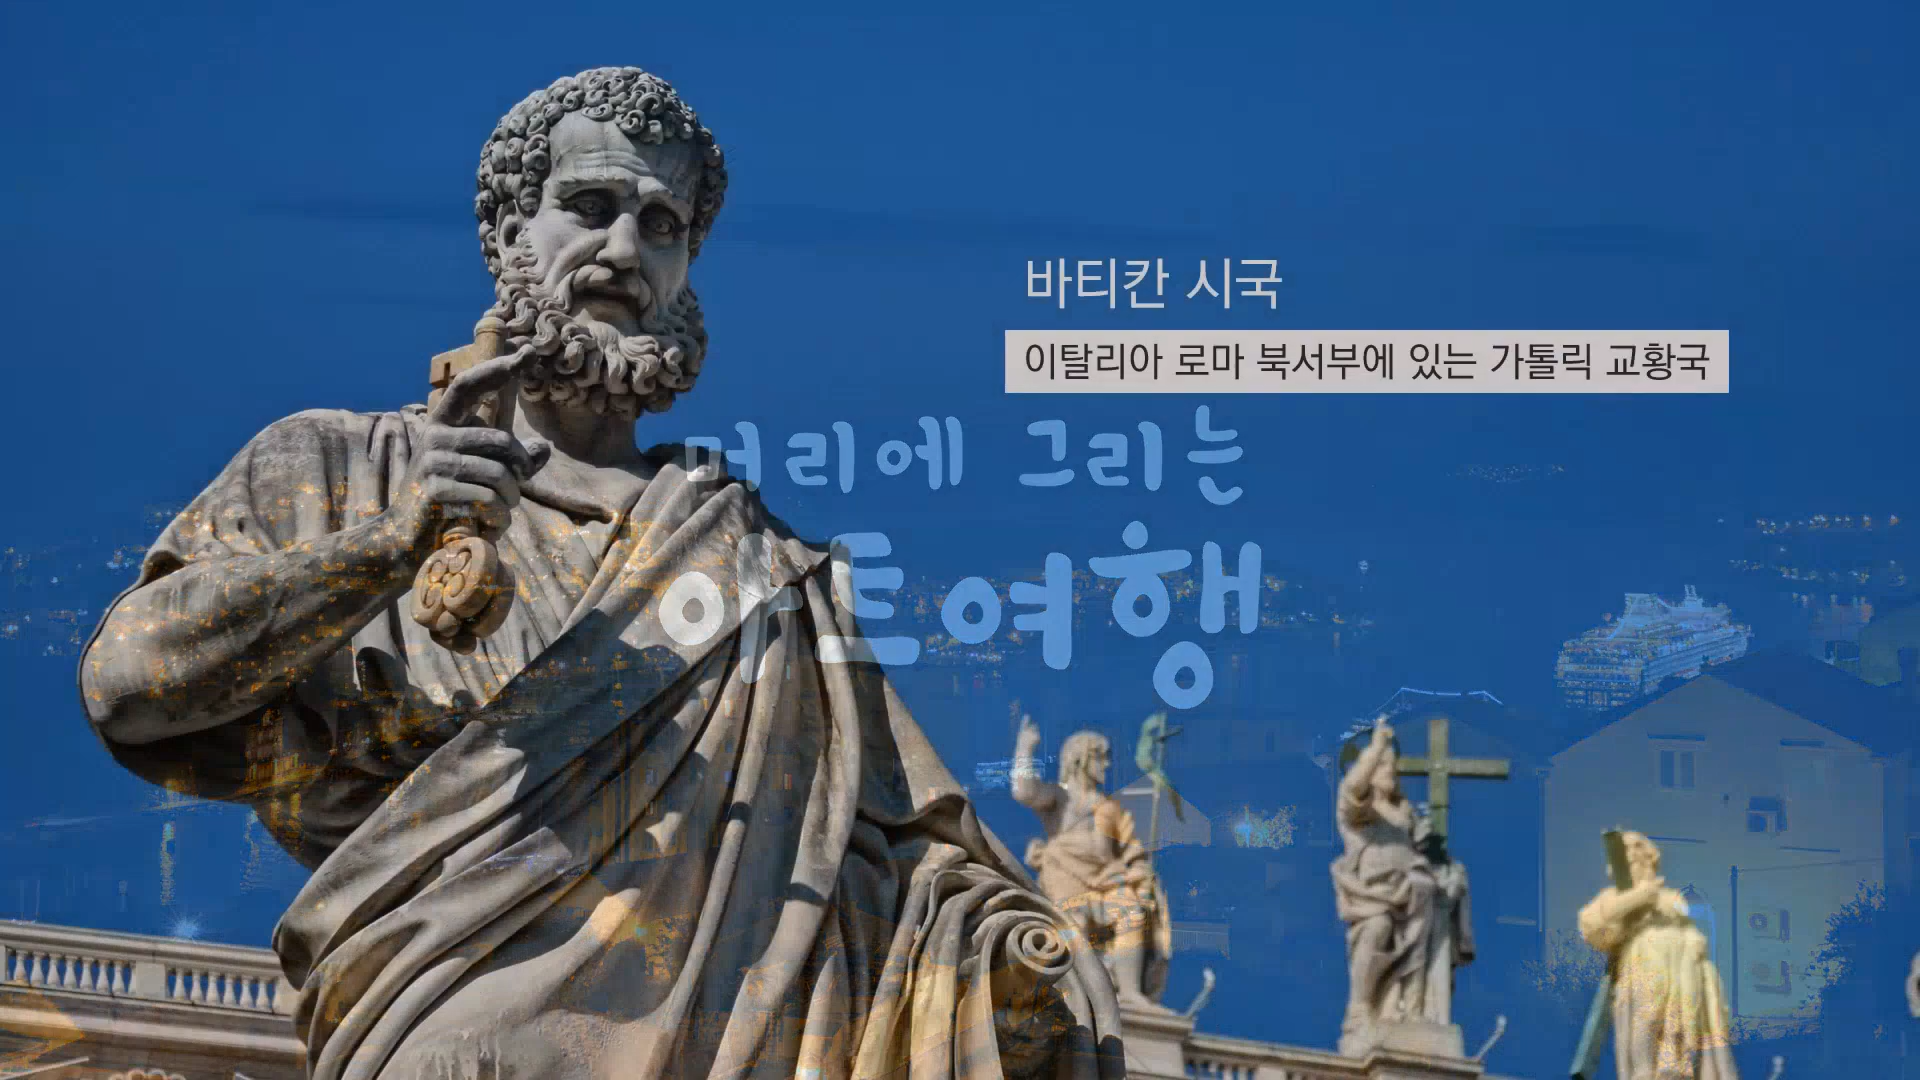 바티칸 시국
이탈리아 로마 북서부에 있는 가톨릭 교황국
머리에 그리는
아트여행